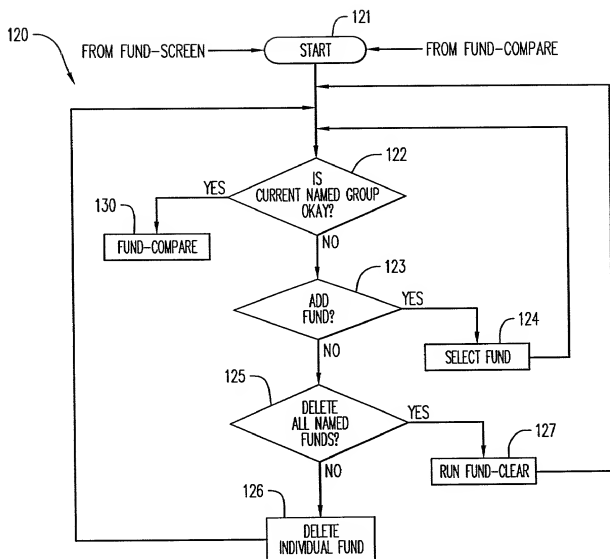 121
120
FROM FUND-SCREEN
START
FROM FUND-COMPARE
122
IS
CURRENT NAMED GROUP
OKAY?
YES
130
FUND-COMPARE
NO
123
ADD
FUND?
YES
124
SELECT FUND
NO
125
DELETE
ALL NAMED
FUNDS?
YES
127
RUN FUND-CLEAR
NO
126
DELETE
INDIVIDUAL FUND